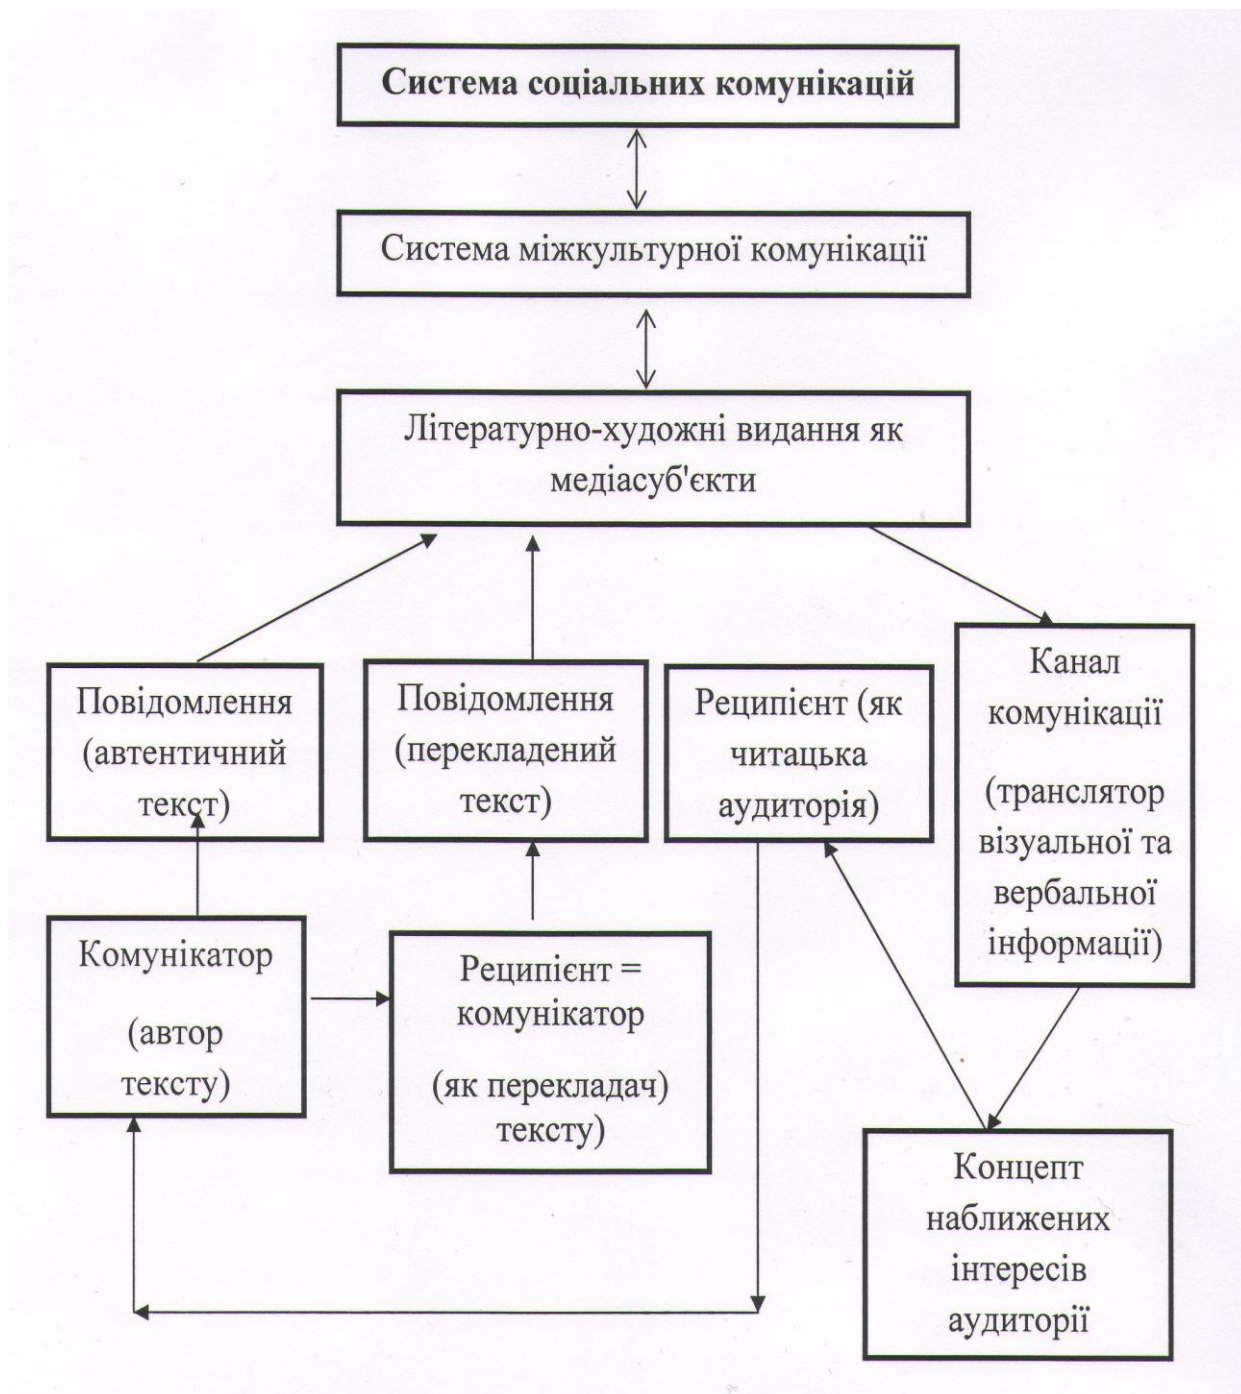 Система соціальних комунікацій
Система міжкультурної комунікації
Літературно-художні видання як
медіасуб'єкти
Повідомлення
(автентичний
текст)
Повідомлення
(перекладений
текст)
Реципієнт (як
читацька
аудиторія)
Канал
комунікації
(транслятор
візуальної та
вербальної
інформації)
Комунікатор
(автор
тексту)
Реципієнт =
комунікатор
(як перекладач)
тексту)
Концепт
наближених
інтересів
аудиторії